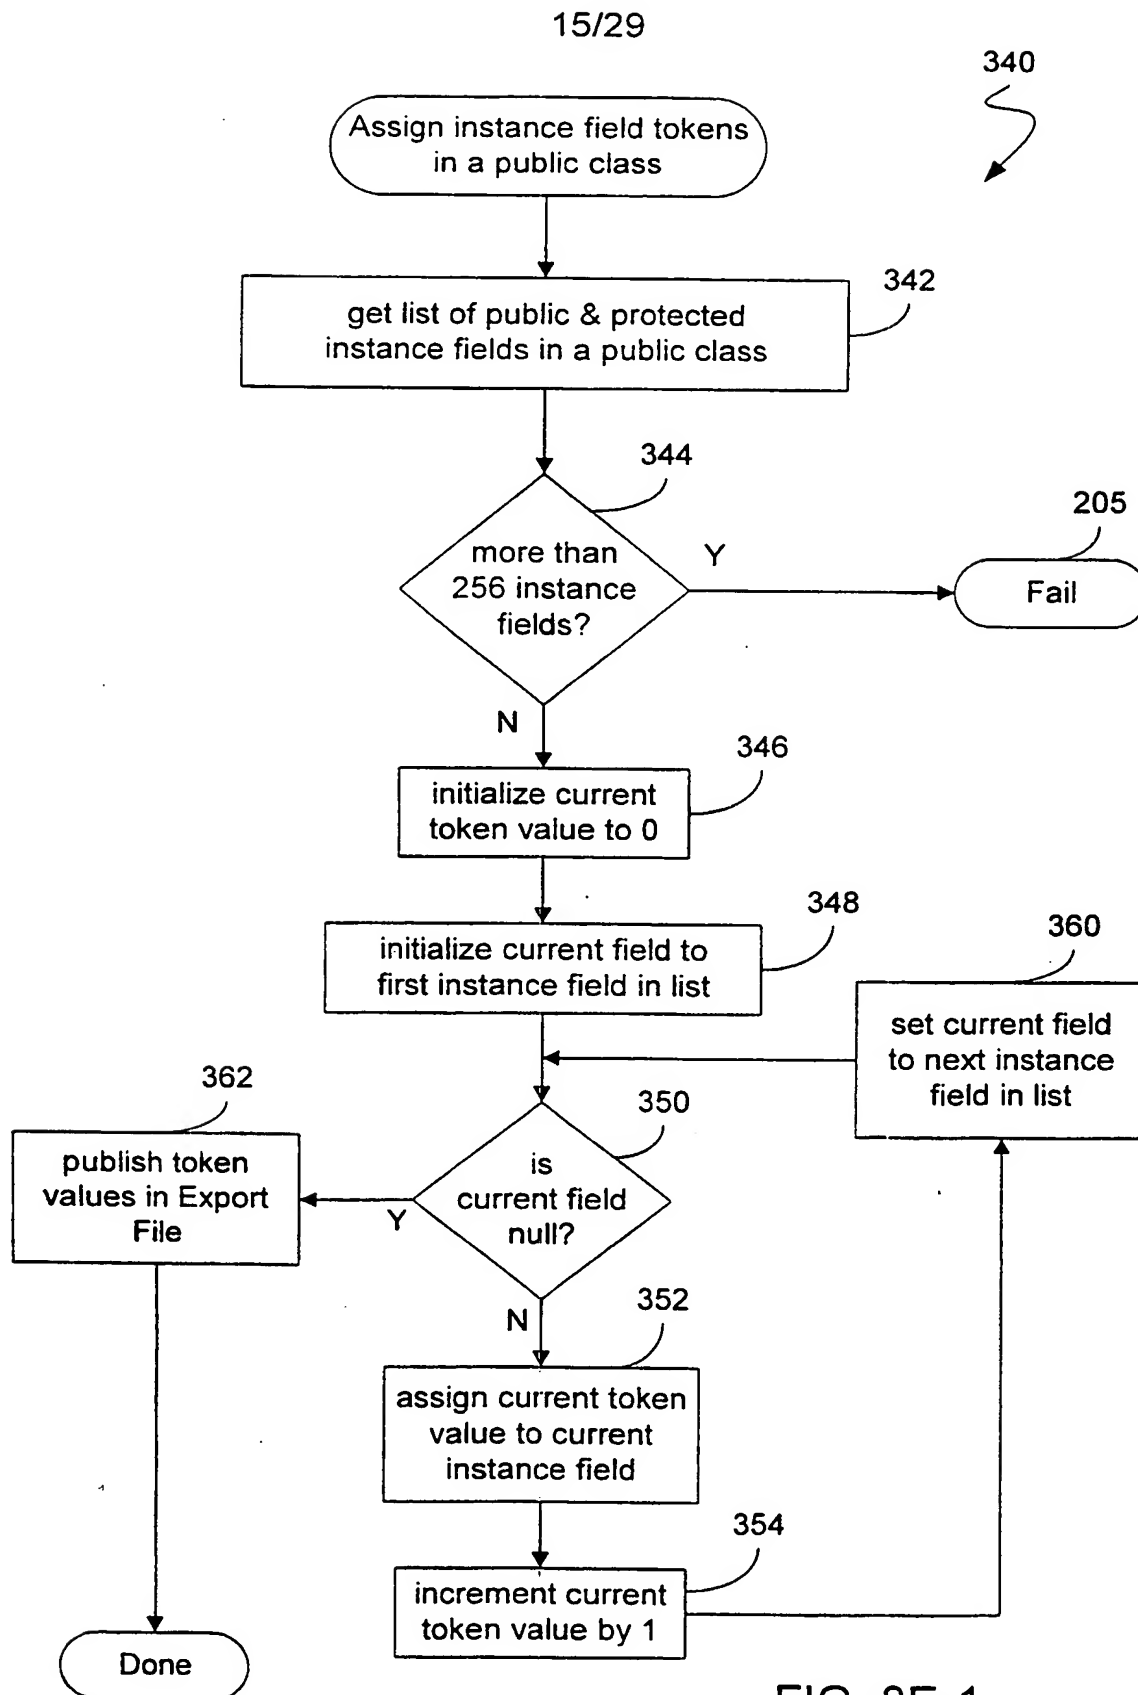 15/29
340
Assign instance field tokens
in a public class
342
get list of public & protected
instance fields in a public class
344
205
more than
256 instance
fields?
Y
Fail
N
346
initialize current
token value to 0
348
360
initialize current field to
first instance field in list
set current field
to next instance
field in list
362
350
publish token
values in Export
File
is
current field
null?
Y
N
352
assign current token
value to current
instance field
354
increment current
token value by 1
Done